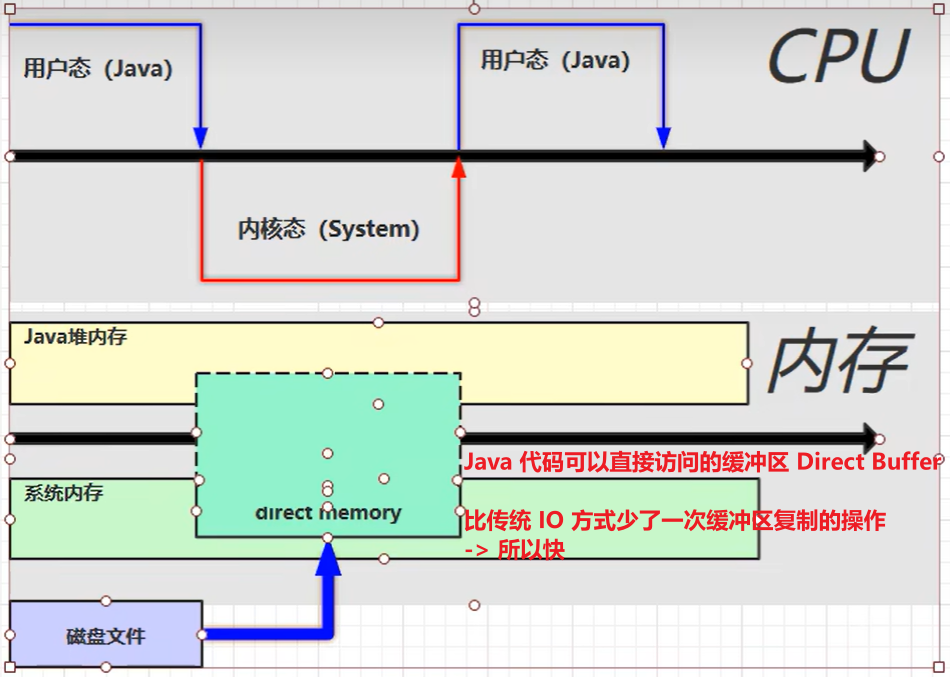 用户态（Java）
用户态（Java）
CPU
内核态（System）
Java堆内存
内存
Java 代码可以直接访问的缓冲区 Direct Buffer
系统内存
direct memory
比传统 IO 方式少了一次缓冲区复制的操作
-> 所以快
磁盘文件